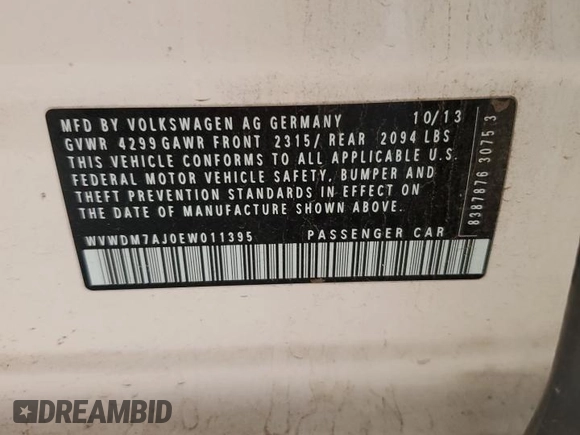 MFD BY VOLKSWAGEN AG GERMANY 10/13
GVWR 4299 GAWR FRONT 2315/ REAR 2094 LBS
THIS VEHICLE CONFORMS TO ALL APPLICABLE U.S.
FEDERAL MOTOR VEHICLE SAFETY, BUMPER AND
THEFT PREVENTION STANDARDS IN EFFECT ON
THE DATE OF MANUFACTURE SHOWN ABOVE.
WVWDM7AJ0EW011395 PASSENGER CAR
8387876 3075 3
DREAMBID